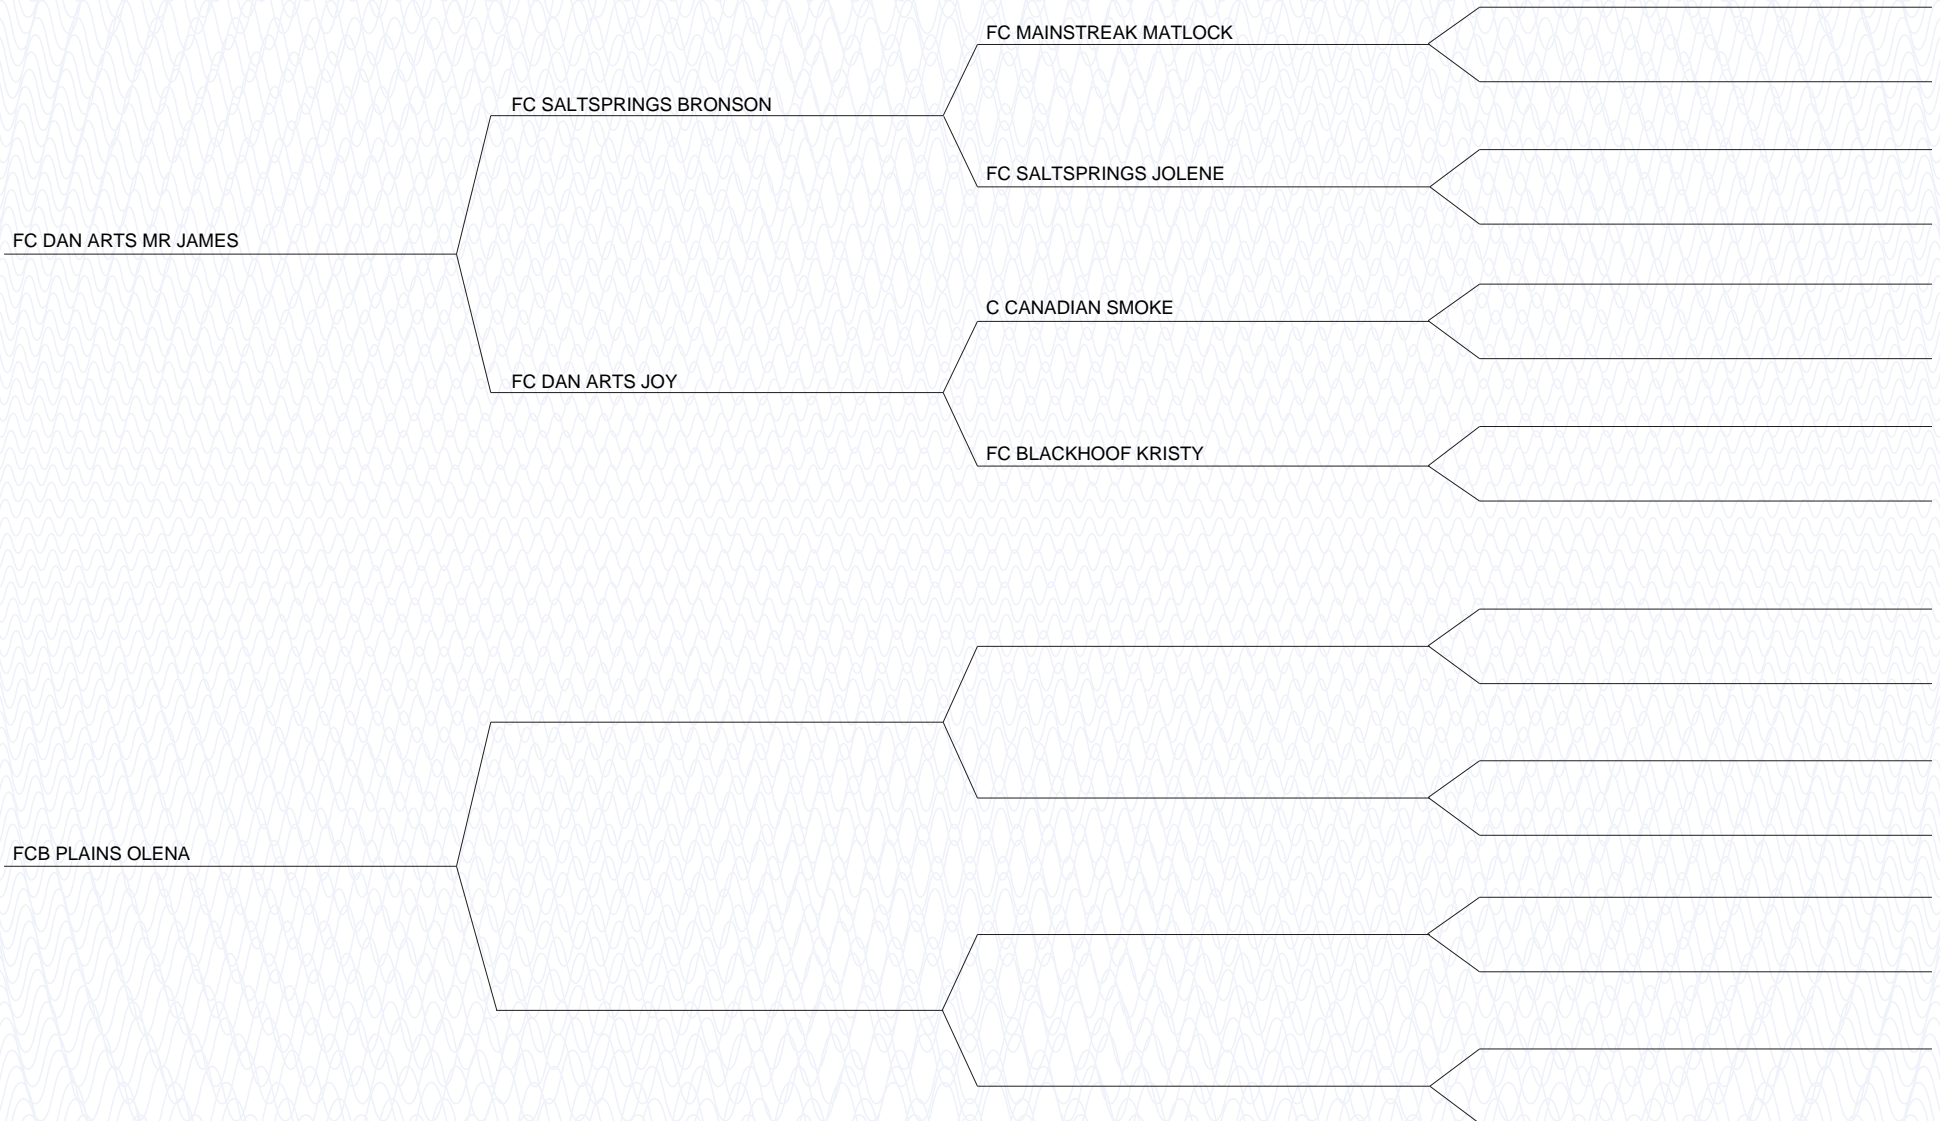 FC MAINSTREAK MATLOCK
FC SALTSPRINGS BRONSON
FC SALTSPRINGS JOLENE
FC DAN ARTS MR JAMES
C CANADIAN SMOKE
FC DAN ARTS JOY
FC BLACKHOOF KRISTY
FCB PLAINS OLENA